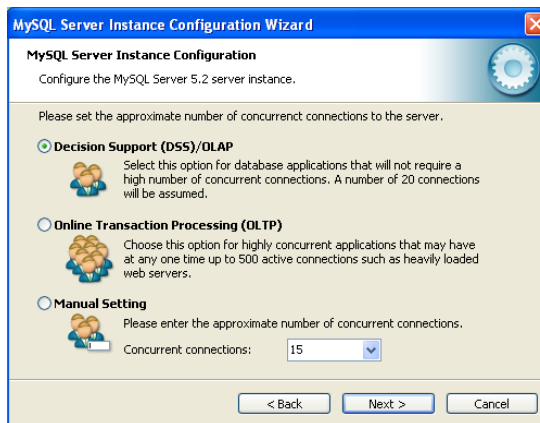 MySQL Server Instance Configuration Wizard
MySQL Server Instance Configuration
Configure the MySQL Server 5.2 server instance.
Please set the approximate number of concurrenct connections to the server.
Decision Support (DSS)/OLAP
Select this option for database applications that will not require a
high number of concurrent connections. A number of 20 connections
will be assumed.
Online Transaction Processing (OLTP)
Choose this option for highly concurrent applications that may have
at any one time up to 500 active connections such as heavily loaded
web servers.
Manual Setting
Please enter the approximate number of concurrent connections.
Concurrent connections: 15
< Back Next > Cancel